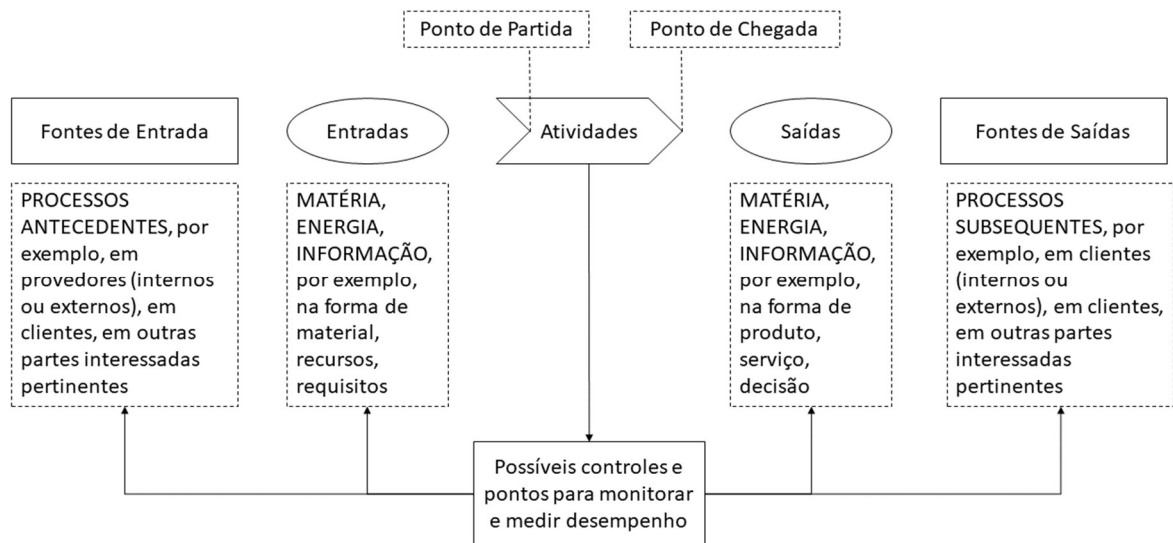 Ponto de Partida
Ponto de Chegada
Fontes de Entrada
Entradas
Atividades
Saídas
Fontes de Saídas
PROCESSOS
ANTECEDENTES, por
exemplo, em
provedores (internos
ou externos), em
clientes, em outras
partes interessadas
pertinentes
MATÉRIA,
ENERGIA,
INFORMAÇÃO,
por exemplo,
na forma de
material,
recursos,
requisitos
MATÉRIA,
ENERGIA,
INFORMAÇÃO,
por exemplo,
na forma de
produto,
serviço,
decisão
PROCESSOS
SUBSEQUENTES, por
exemplo, em clientes
(internos ou
externos), em clientes,
em outras partes
interessadas
pertinentes
Possíveis controles e
pontos para monitorar
e medir desempenho